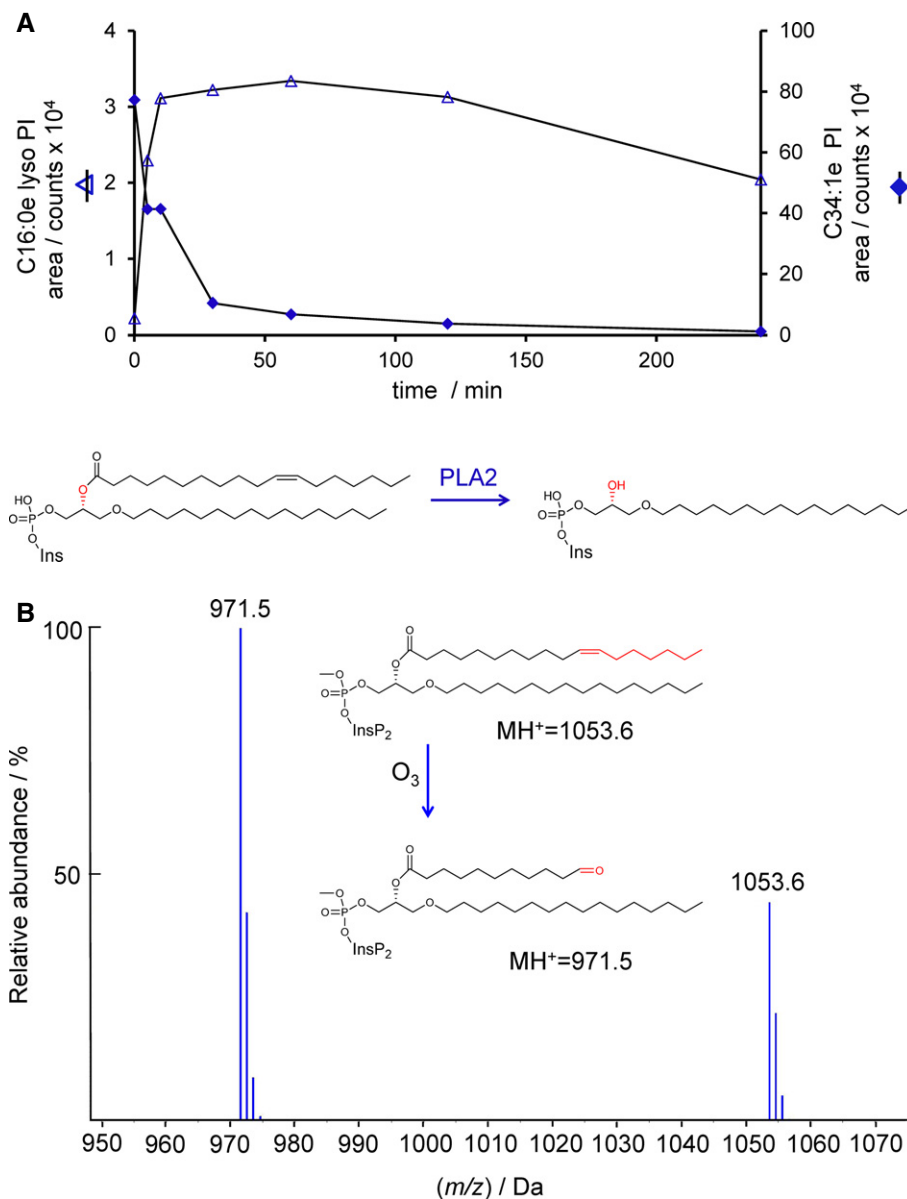 A
C16:0e lyso PI
area / counts x 10⁴
4
3
2
1
0
100
80
60
40
20
0
C34:1e PI
area / counts x 10⁴
0
50
100
150
200
time / min
O
O
HO
P
O
O
O
O
Ins
PLA2
OH
HO
P
O
O
O
O
Ins
B
Relative abundance / %
100
50
971.5
1053.6
O
O
O
P
O
O
O
O
InsP₂
MH⁺=1053.6
O₃
O
O
O
O
P
O
O
O
O
InsP₂
MH⁺=971.5
950 960 970 980 990 1000 1010 1020 1030 1040 1050 1060 1070
(m/z) / Da